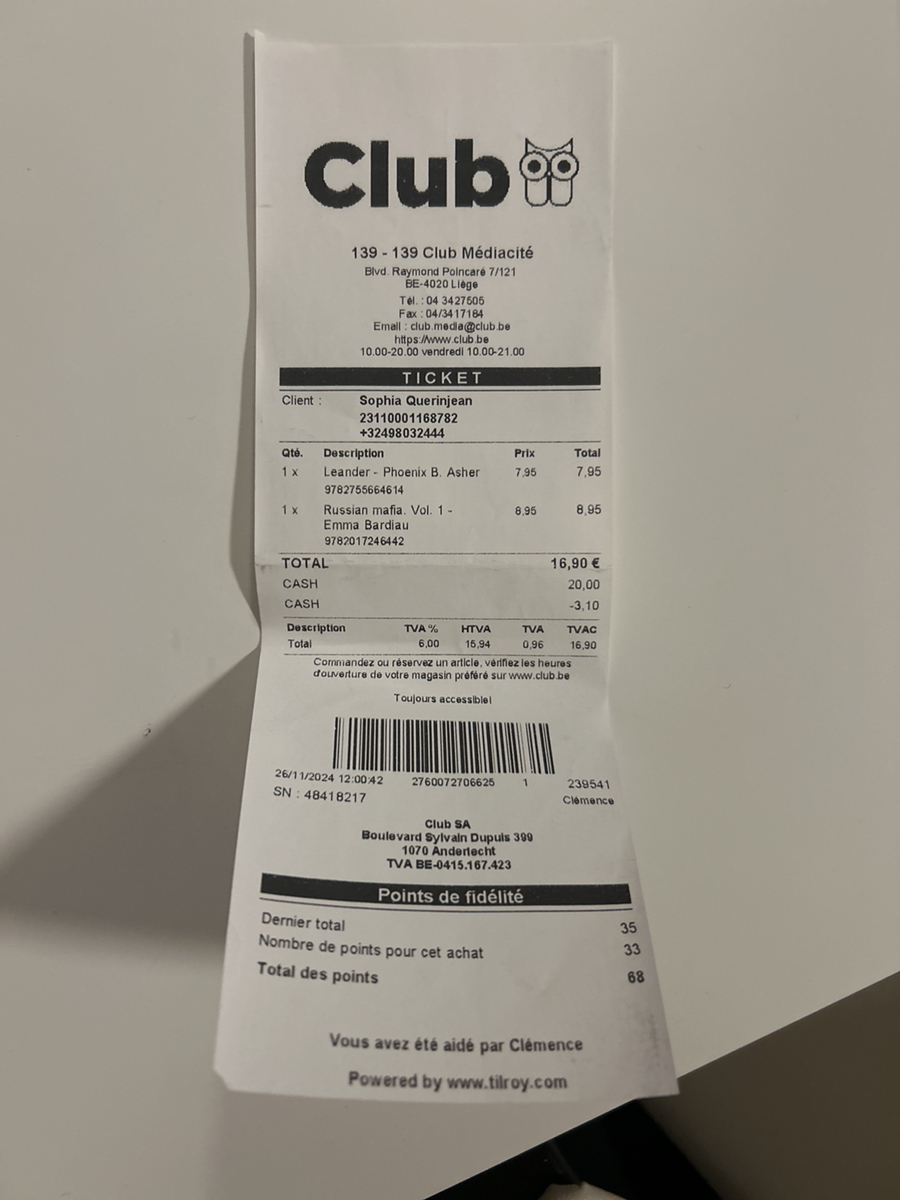 Club
139 - 139 Club Médiacité
Blvd. Raymond Poincaré 7/121
BE-4020 Liège
Tél. : 04 3427505
Fax : 04/3417184
Email : club.media@club.be
https://www.club.be
10.00-20.00 vendredi 10.00-21.00
TICKET
Client : Sophia Querinjean
23110001168782
+32498032444
Qté. Description Prix Total
1 x Leander - Phoenix B. Asher 7,95 7,95
9782755664614
1 x Russian mafia. Vol. 1 - 8,95 8,95
Emma Bardiau
9782017246442
TOTAL 16,90 €
CASH 20,00
CASH -3,10
Description TVA % HTVA TVA TVAC
Total 6,00 15,94 0,96 16,90
Commandez ou réservez un article, vérifiez les heures
d'ouverture de votre magasin préféré sur www.club.be
Toujours accessible!
26/11/2024 12:00:42 2760072706625 1 239541
SN : 48418217 Clémence
Club SA
Boulevard Sylvain Dupuis 399
1070 Anderlecht
TVA BE-0415.167.423
Points de fidélité
Dernier total 35
Nombre de points pour cet achat 33
Total des points 68
Vous avez été aidé par Clémence
Powered by www.tilroy.com